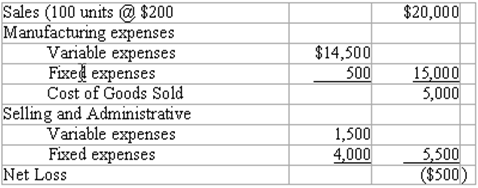 Sales (100 units @ $200 $20,000
Manufacturing expenses
Variable expenses $14,500
Fixed expenses 500 15,000
Cost of Goods Sold 5,000
Selling and Administrative
Variable expenses 1,500
Fixed expenses 4,000 5,500
Net Loss ($500)